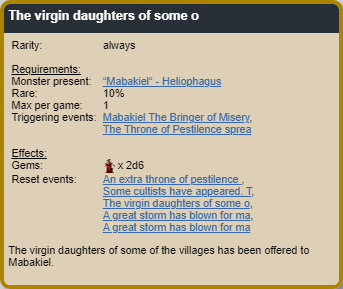 The virgin daughters of some o
Rarity: always
Requirements:
Monster present: "Mabakiel" - Heliophagus
Rare: 10%
Max per game: 1
Triggering events: Mabakiel The Bringer of Misery,
The Throne of Pestilence sprea
Effects:
Gems: x 2d6
Reset events: An extra throne of pestilence ,
Some cultists have appeared. T,
The virgin daughters of some o,
A great storm has blown for ma,
A great storm has blown for ma
The virgin daughters of some of the villages has been offered to
Mabakiel.